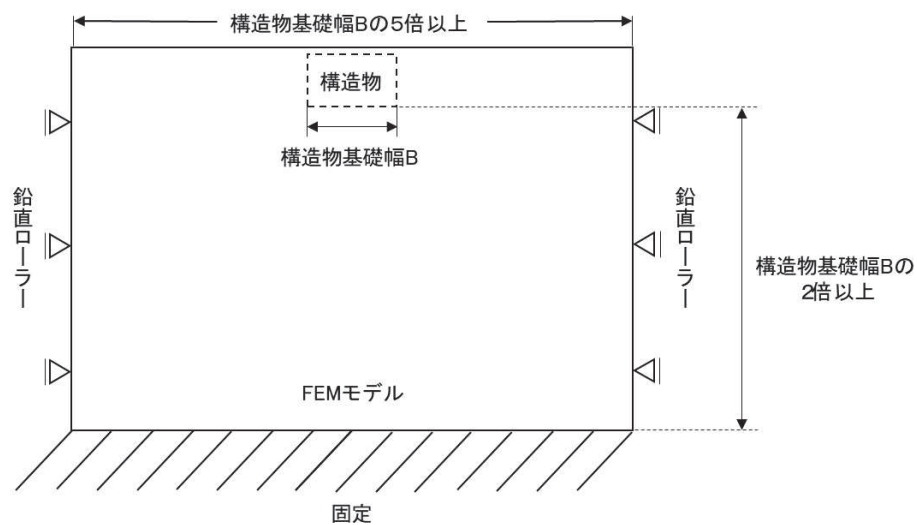 構造物基礎幅Bの5倍以上
構造物
構造物基礎幅B
鉛直ローラー
鉛直ローラー
構造物基礎幅Bの
2倍以上
FEMモデル
固定